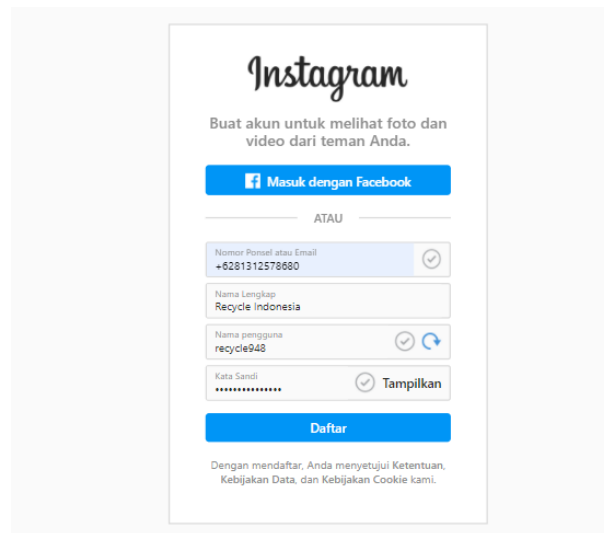 Instagram
Buat akun untuk melihat foto dan
video dari teman Anda.
Masuk dengan Facebook
ATAU
Nomor Ponsel atau Email
+6281312578680
Nama Lengkap
Recycle Indonesia
Nama pengguna
recycle948
Kata Sandi
•••••••••••••••
Tampilkan
Daftar
Dengan mendaftar, Anda menyetujui Ketentuan,
Kebijakan Data, dan Kebijakan Cookie kami.